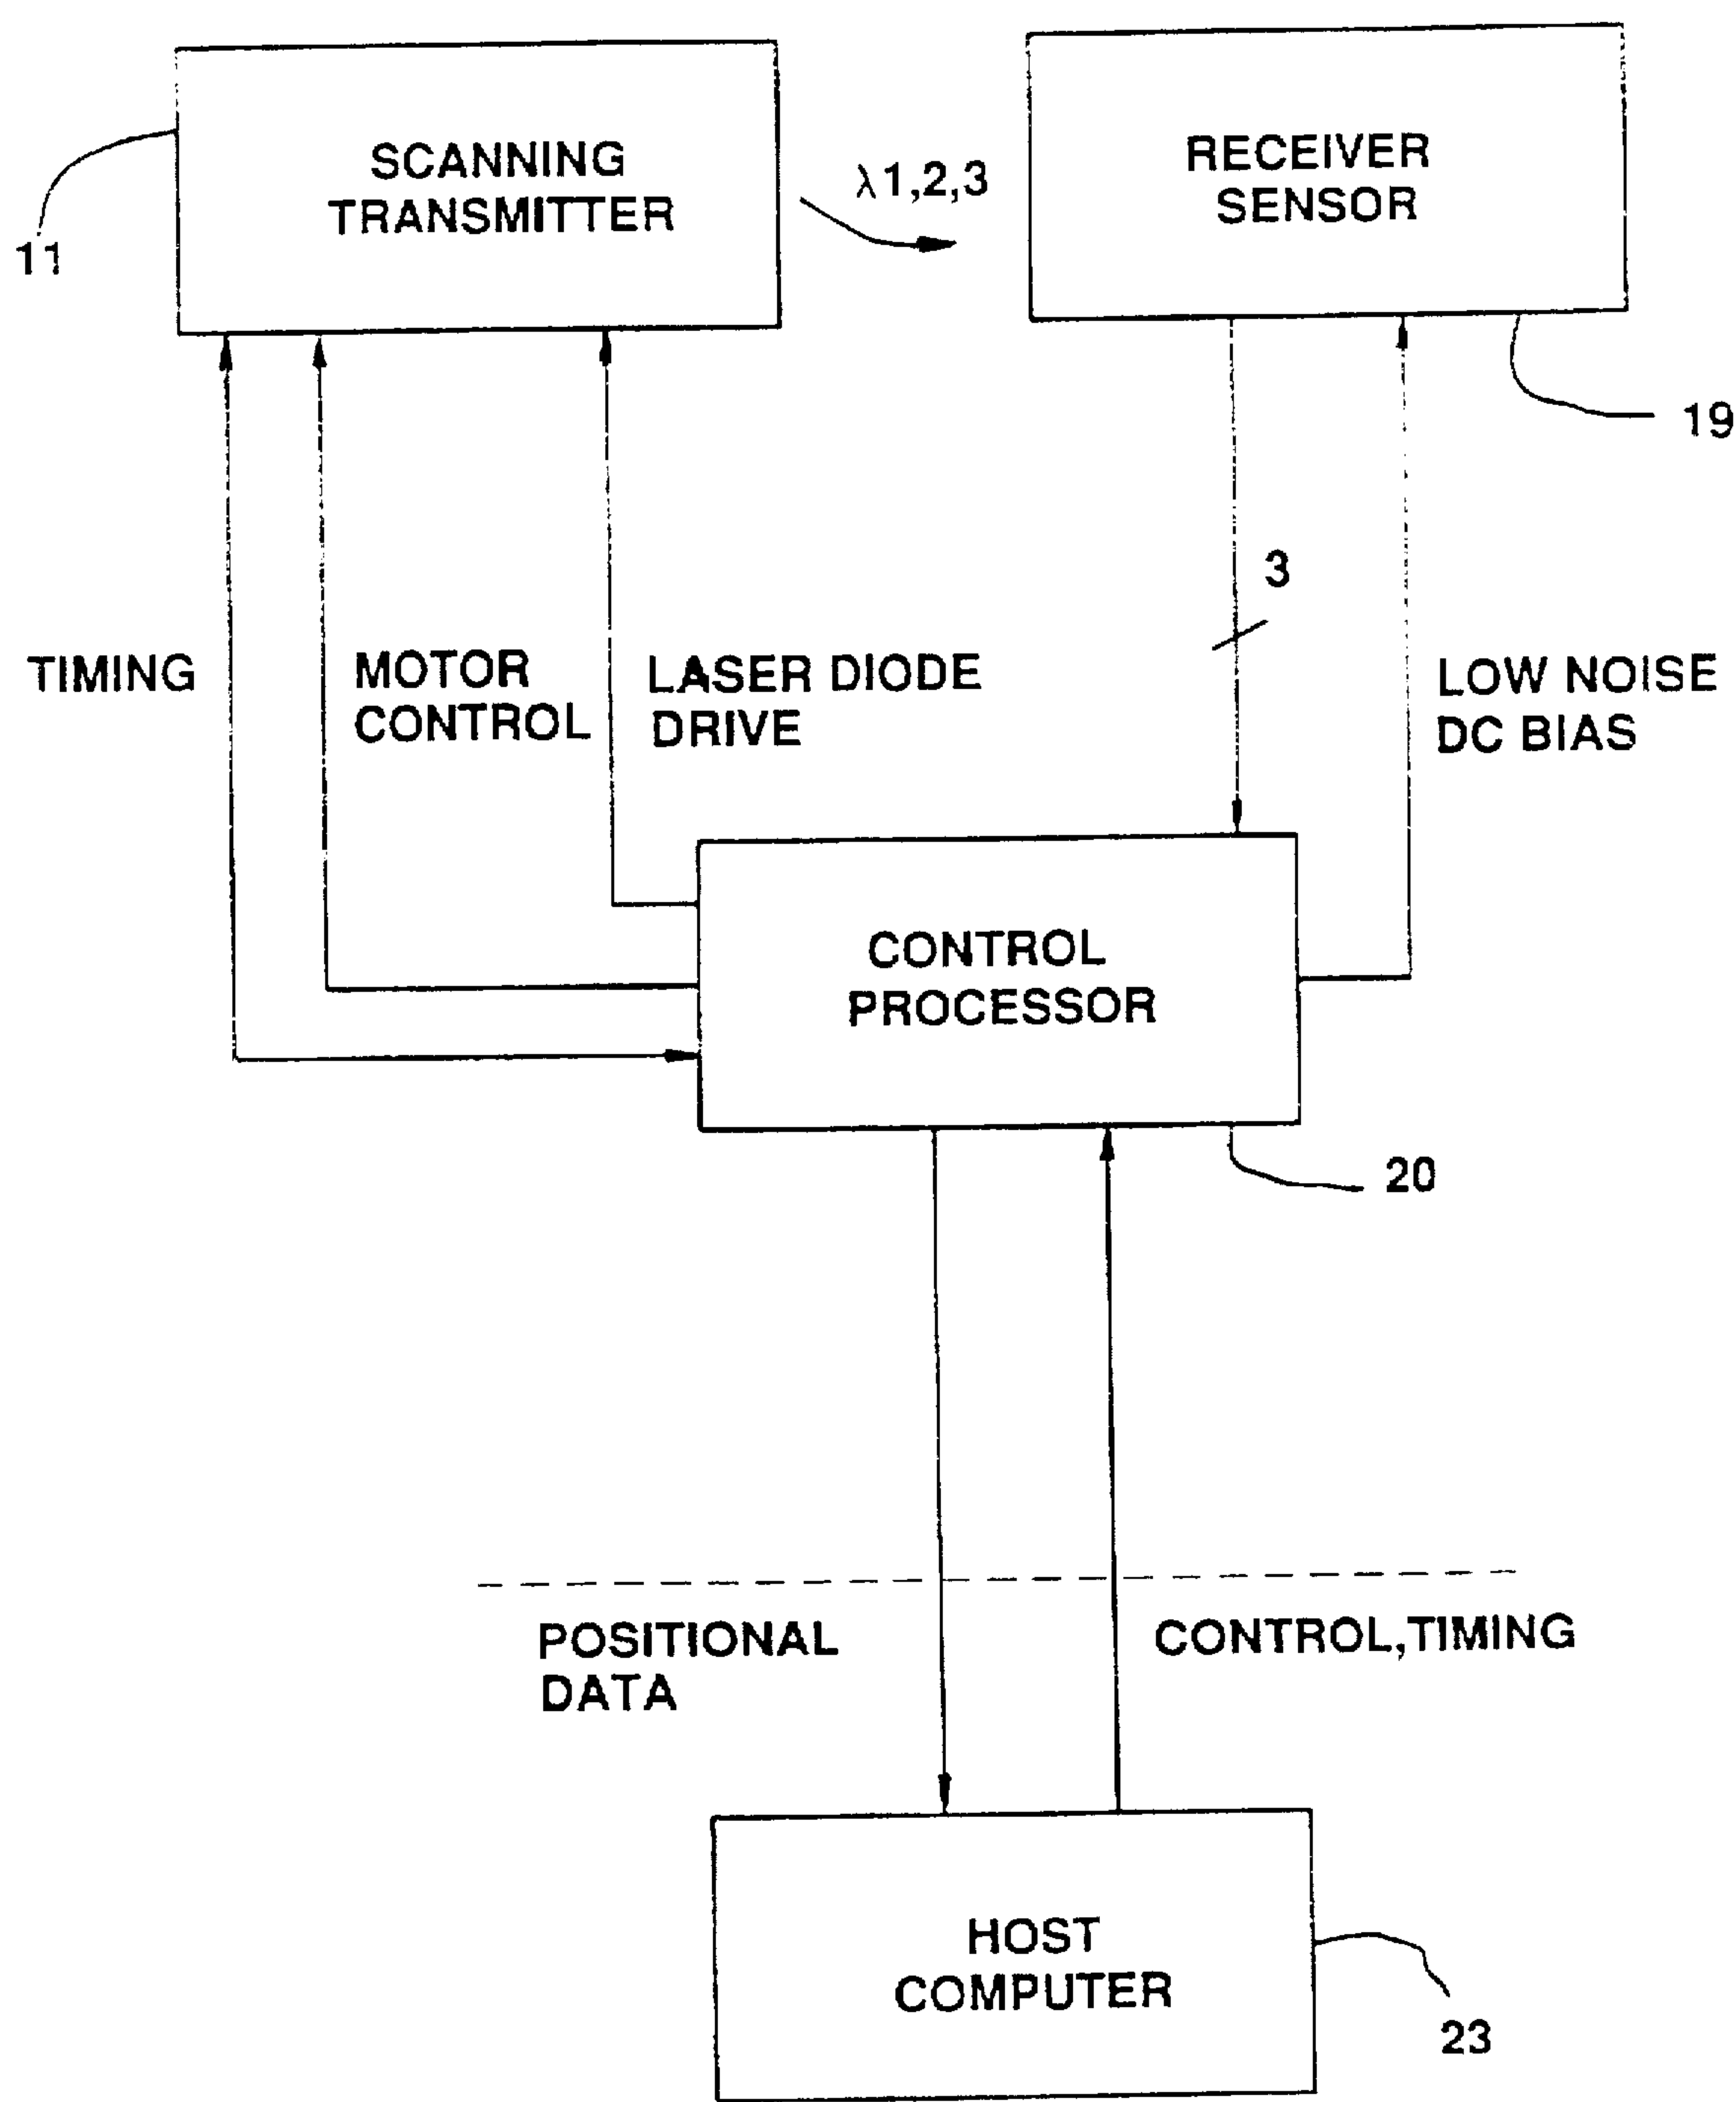 SCANNING
TRANSMITTER
11
λ1,2,3
RECEIVER
SENSOR
19
3
TIMING
MOTOR
CONTROL
LASER DIODE
DRIVE
LOW NOISE
DC BIAS
CONTROL
PROCESSOR
20
POSITIONAL
DATA
CONTROL,TIMING
HOST
COMPUTER
23